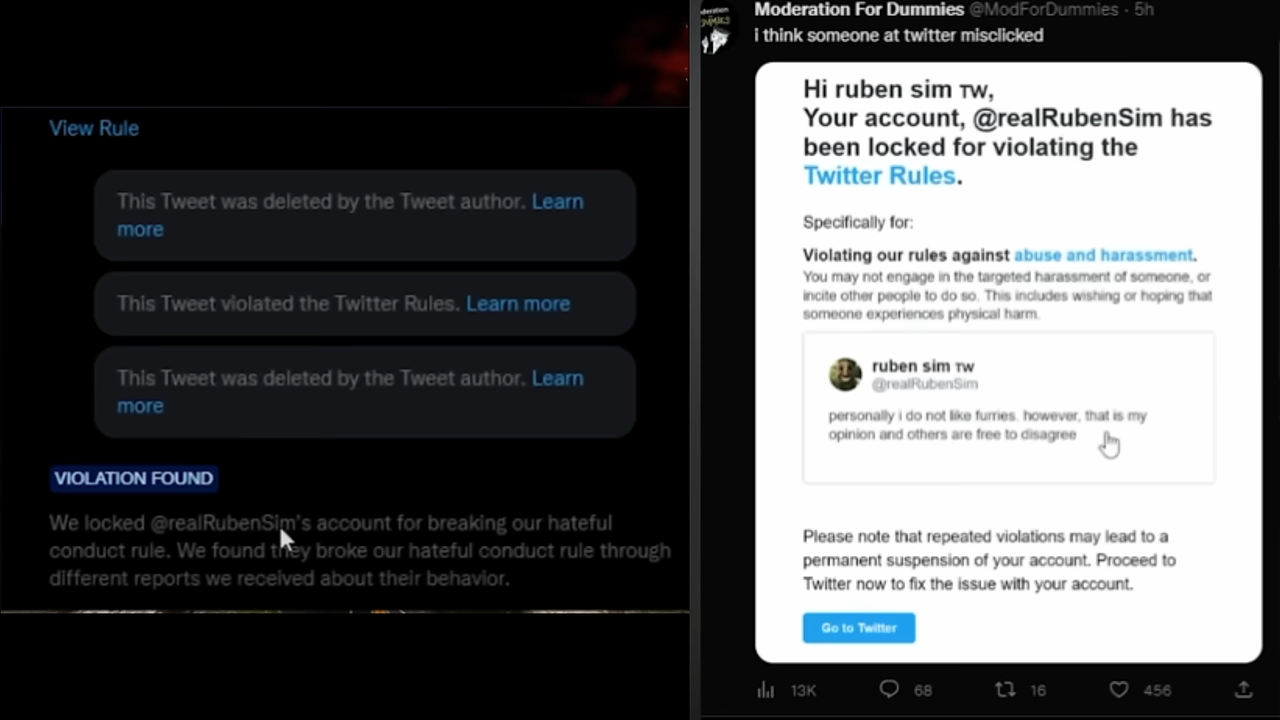 View Rule
This Tweet was deleted by the Tweet author. Learn
more
This Tweet violated the Twitter Rules. Learn more
This Tweet was deleted by the Tweet author. Learn
more
VIOLATION FOUND
We locked @realRubenSim's account for breaking our hateful
conduct rule. We found they broke our hateful conduct rule through
different reports we received about their behavior.
Moderation For Dummies @ModForDummies · 5h
i think someone at twitter misclicked
Hi ruben sim TW,
Your account, @realRubenSim has
been locked for violating the
Twitter Rules.
Specifically for:
Violating our rules against abuse and harassment.
You may not engage in the targeted harassment of someone, or
incite other people to do so. This includes wishing or hoping that
someone experiences physical harm.
ruben sim TW
@realRubenSim
personally i do not like furries. however, that is my
opinion and others are free to disagree
Please note that repeated violations may lead to a
permanent suspension of your account. Proceed to
Twitter now to fix the issue with your account.
Go to Twitter
13K 68 16 456